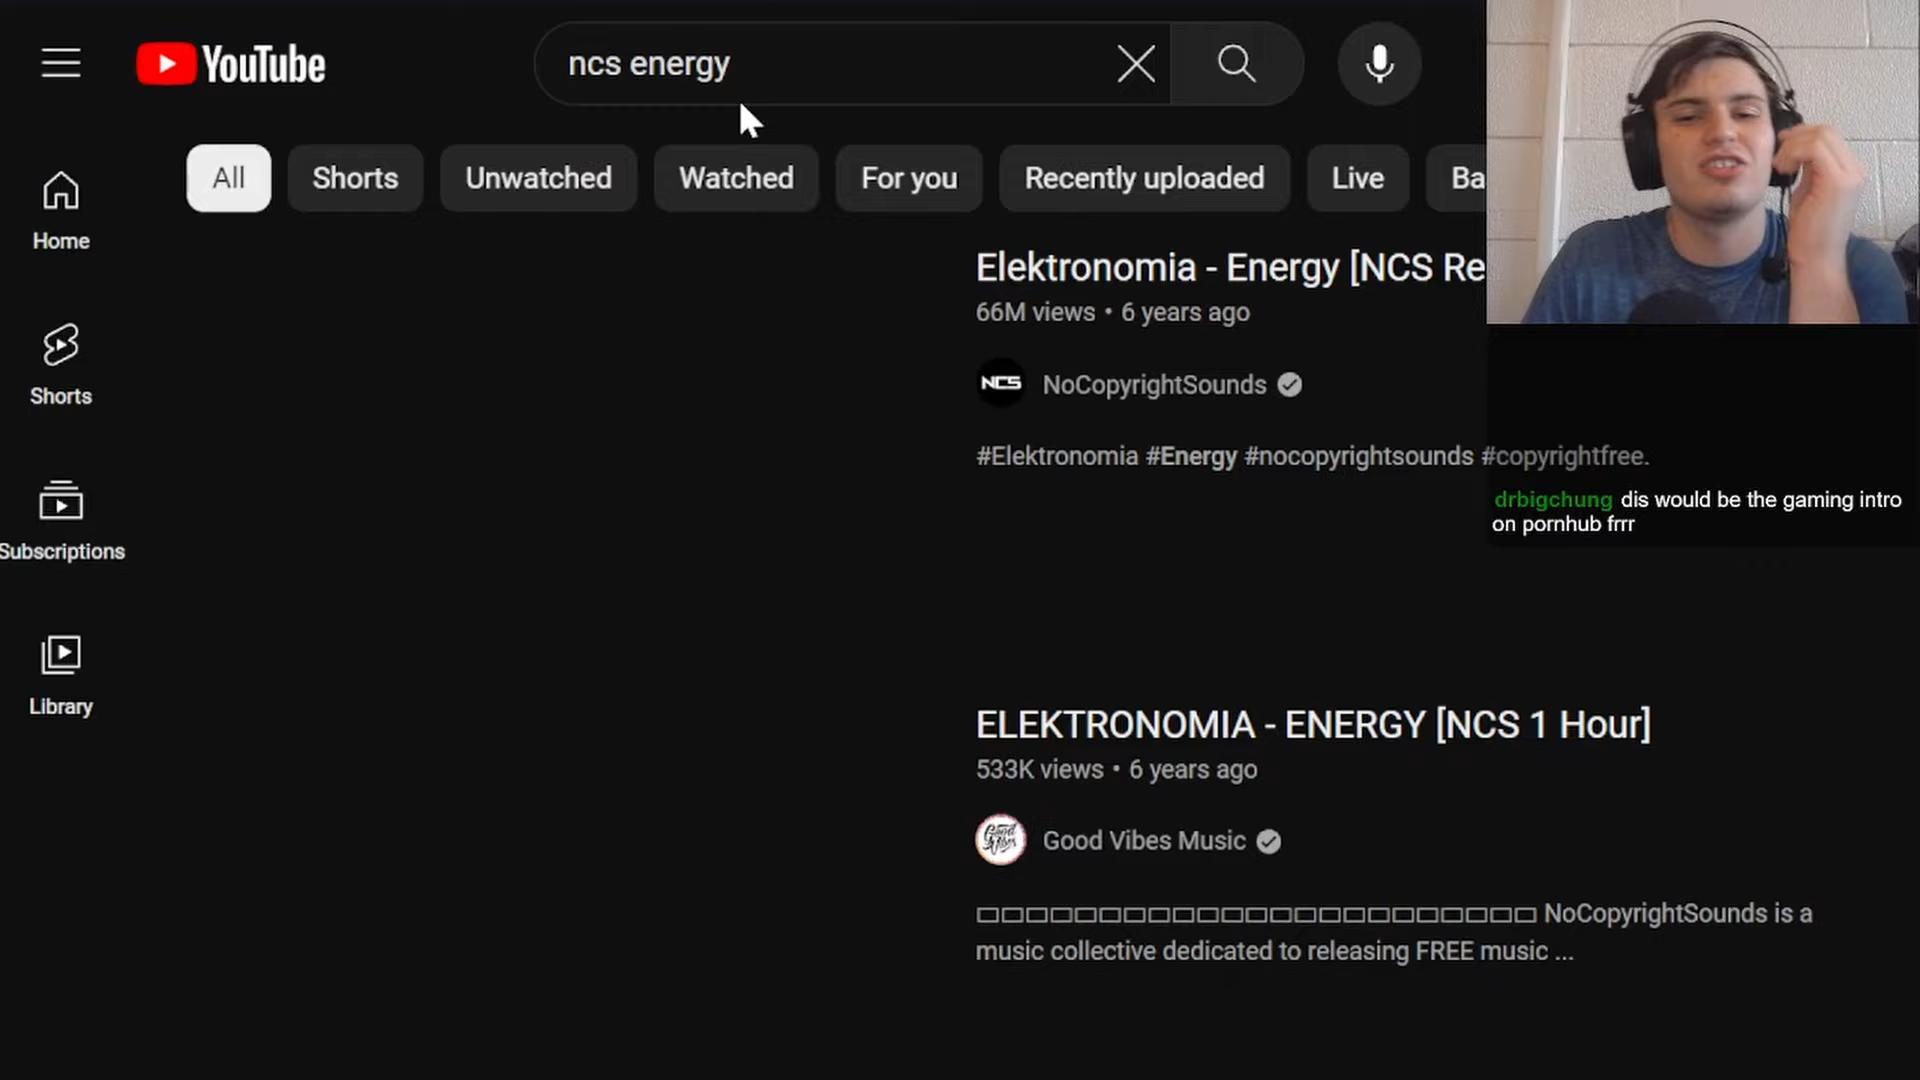 YouTube
ncs energy
All
Shorts
Unwatched
Watched
For you
Recently uploaded
Live
Ba
Home
Shorts
Subscriptions
Library
Elektronomia - Energy [NCS Re
66M views • 6 years ago
NCS
NoCopyrightSounds
#Elektronomia #Energy #nocopyrightsounds #copyrightfree.
drbigchung dis would be the gaming intro
on pornhub frrr
ELEKTRONOMIA - ENERGY [NCS 1 Hour]
533K views • 6 years ago
Good Vibes
Good Vibes Music
▭▭▭▭▭▭▭▭▭▭▭▭▭▭▭▭▭▭▭▭▭▭▭ NoCopyrightSounds is a
music collective dedicated to releasing FREE music ...